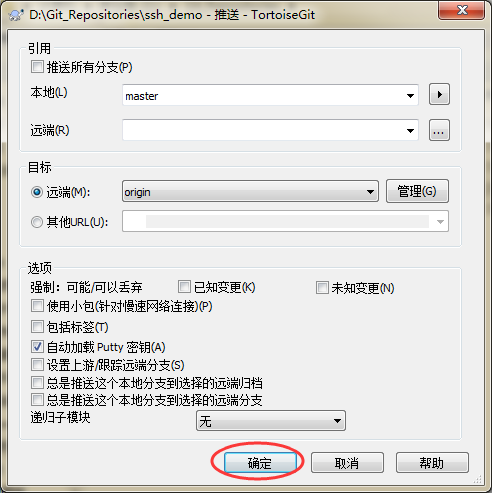 D:\Git_Repositories\ssh_demo - 推送 - TortoiseGit
引用
推送所有分支(P)
本地(L)
master
远端(R)
...
目标
远端(M):
origin
管理(G)
其他URL(U):
选项
强制：可能/可以丢弃
已知变更(K)
未知变更(N)
使用小包(针对慢速网络连接)(P)
包括标签(T)
自动加载 Putty 密钥(A)
设置上游/跟踪远端分支(S)
总是推送这个本地分支到选择的远端归档
总是推送这个本地分支到选择的远端分支
递归子模块
无
确定
取消
帮助